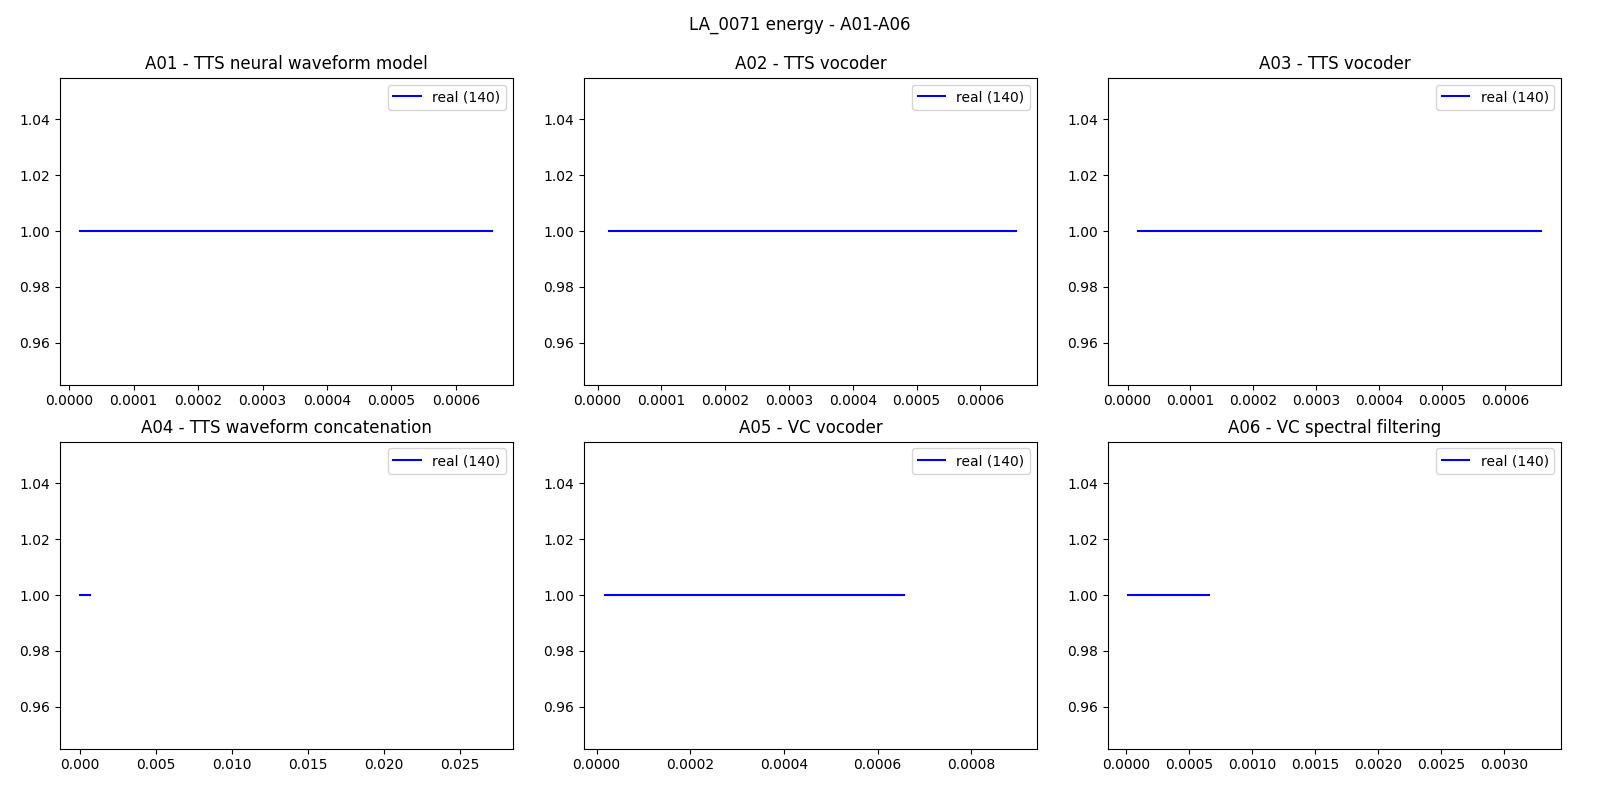 LA_0071 energy - A01-A06
A01 - TTS neural waveform model
real (140)
1.04
1.02
1.00
0.98
0.96
0.0000 0.0001 0.0002 0.0003 0.0004 0.0005 0.0006
A02 - TTS vocoder
real (140)
1.04
1.02
1.00
0.98
0.96
0.0000 0.0001 0.0002 0.0003 0.0004 0.0005 0.0006
A03 - TTS vocoder
real (140)
1.04
1.02
1.00
0.98
0.96
0.0000 0.0001 0.0002 0.0003 0.0004 0.0005 0.0006
A04 - TTS waveform concatenation
real (140)
1.04
1.02
1.00
0.98
0.96
0.000 0.005 0.010 0.015 0.020 0.025
A05 - VC vocoder
real (140)
1.04
1.02
1.00
0.98
0.96
0.0000 0.0002 0.0004 0.0006 0.0008
A06 - VC spectral filtering
real (140)
1.04
1.02
1.00
0.98
0.96
0.0000 0.0005 0.0010 0.0015 0.0020 0.0025 0.0030